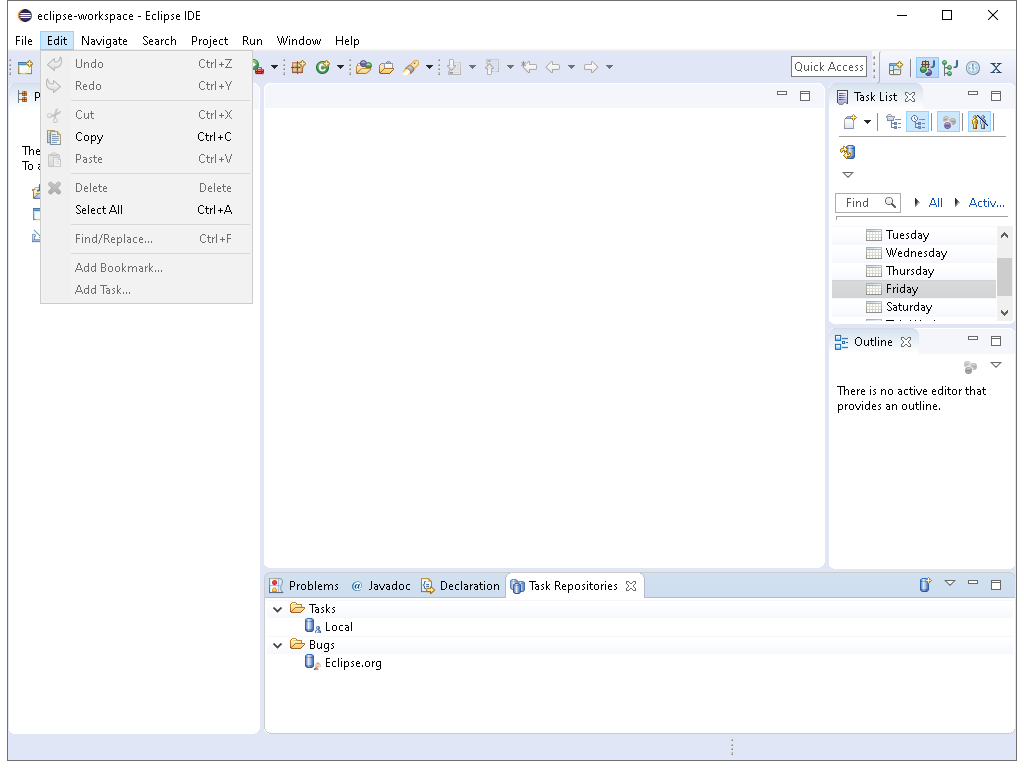 eclipse-workspace - Eclipse IDE
File Edit Navigate Search Project Run Window Help
Undo Ctrl+Z
Redo Ctrl+Y
Cut Ctrl+X
Copy Ctrl+C
Paste Ctrl+V
Delete Delete
Select All Ctrl+A
Find/Replace... Ctrl+F
Add Bookmark...
Add Task...
Quick Access
Task List
Find All Activ...
Tuesday
Wednesday
Thursday
Friday
Saturday
Outline
There is no active editor that
provides an outline.
Problems @ Javadoc Declaration Task Repositories
Tasks
Local
Bugs
Eclipse.org